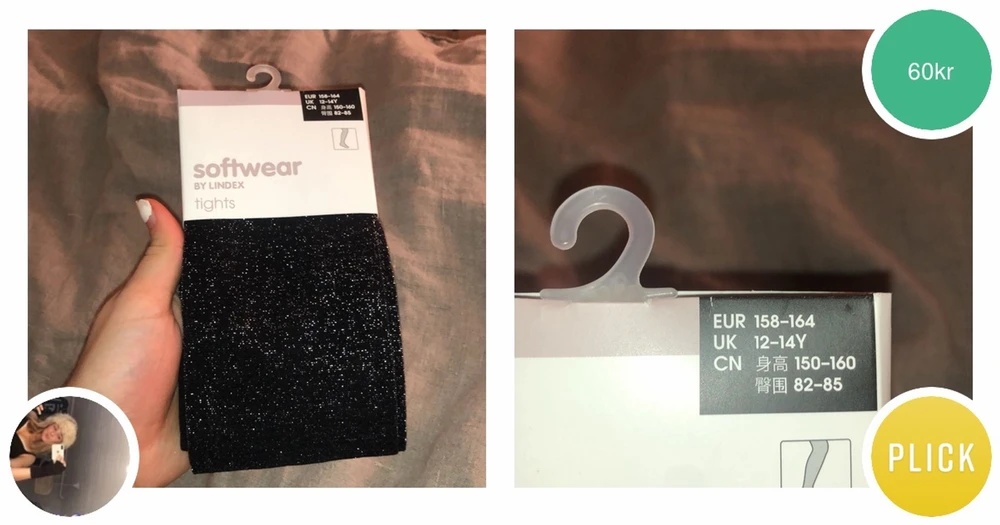 EUR 158-164
UK 12-14Y
CN 身高 150-160
臀围 82-85
softwear
BY LINDEX
tights
60kr
EUR 158-164
UK 12-14Y
CN 身高 150-160
臀围 82-85
PLICK